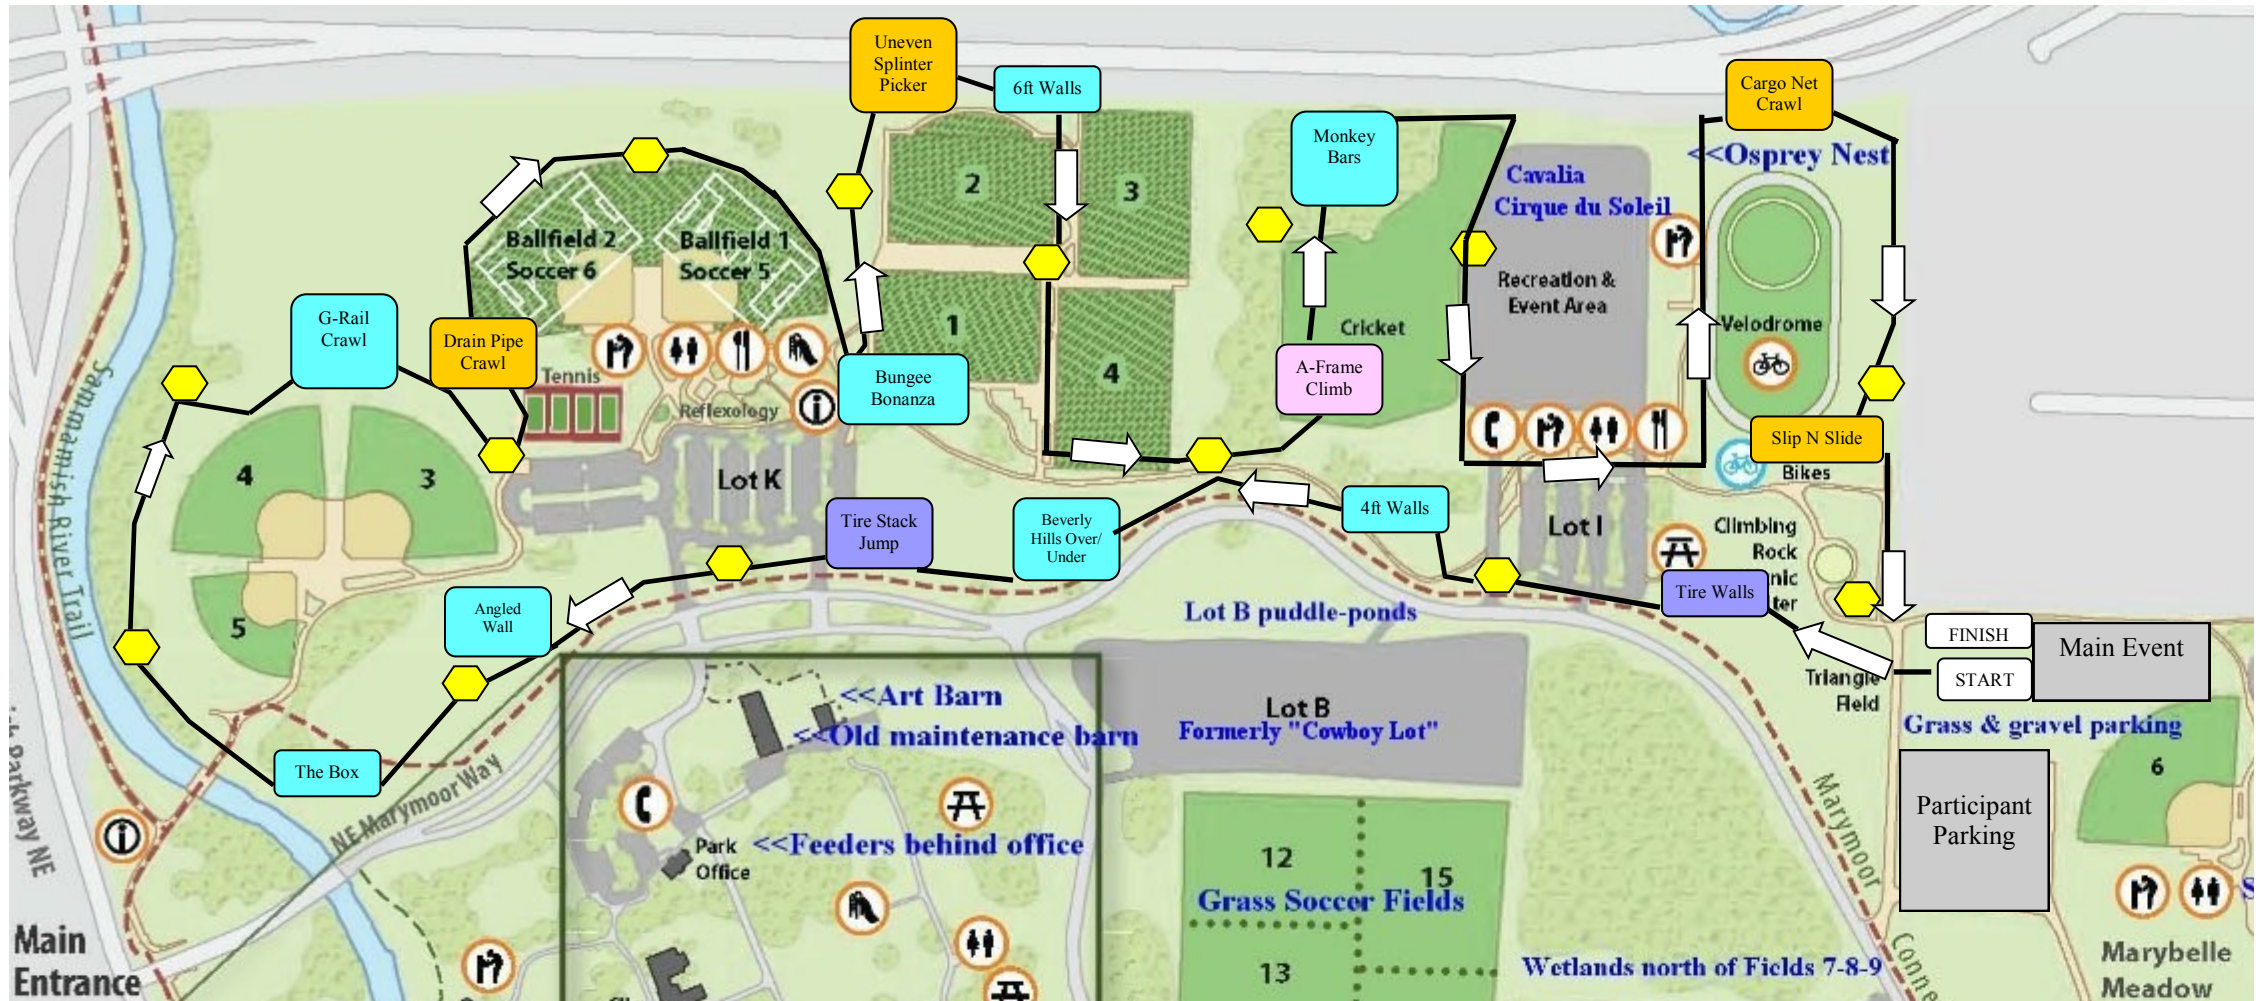 Uneven
Splinter
Picker
6ft Walls
Cargo Net
Crawl
Monkey
Bars
<<Osprey Nest
Cavalia
Cirque du Soleil
2
3
Ballfield 2
Soccer 6
Ballfield 1
Soccer 5
Recreation &
Event Area
G-Rail
Crawl
Drain Pipe
Crawl
1
Cricket
Velodrome
Tennis
Bungee
Bonanza
4
A-Frame
Climb
Reflexology
Sammamish River Trail
4
3
Lot K
Slip N Slide
Bikes
Tire Stack
Jump
Beverly
Hills Over/
Under
4ft Walls
Lot I
Climbing
Rock
nic
ter
Tire Walls
Angled
Wall
5
Lot B puddle-ponds
FINISH
START
Main Event
Triangle
Field
<<Art Barn
<<Old maintenance barn
Lot B
Formerly "Cowboy Lot"
Grass & gravel parking
The Box
NE Marymoor Way
6
Participant
Parking
Marymoor
Conne
Parkway NE
Park
Office
<<Feeders behind office
12
15
Grass Soccer Fields
13
Wetlands north of Fields 7-8-9
Main
Entrance
Marybelle
Meadow
S